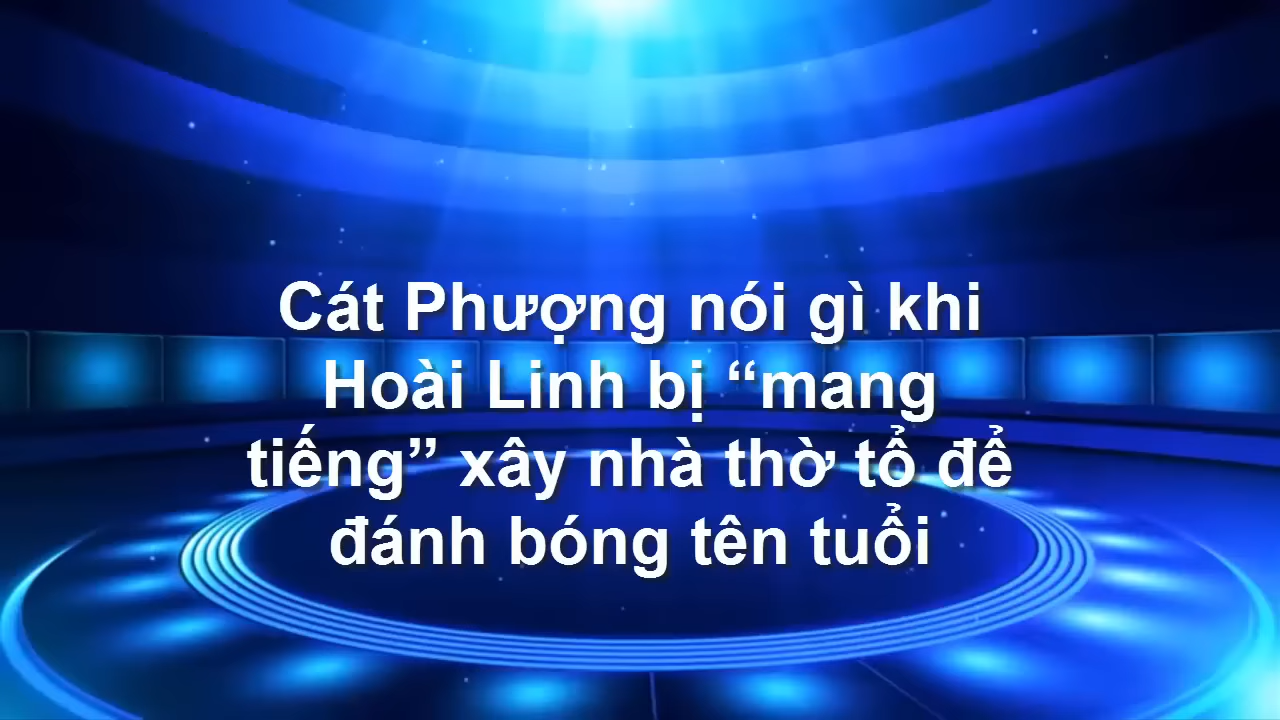 Cát Phượng nói gì khi
Hoài Linh bị “mang
tiếng” xây nhà thờ tổ để
đánh bóng tên tuổi